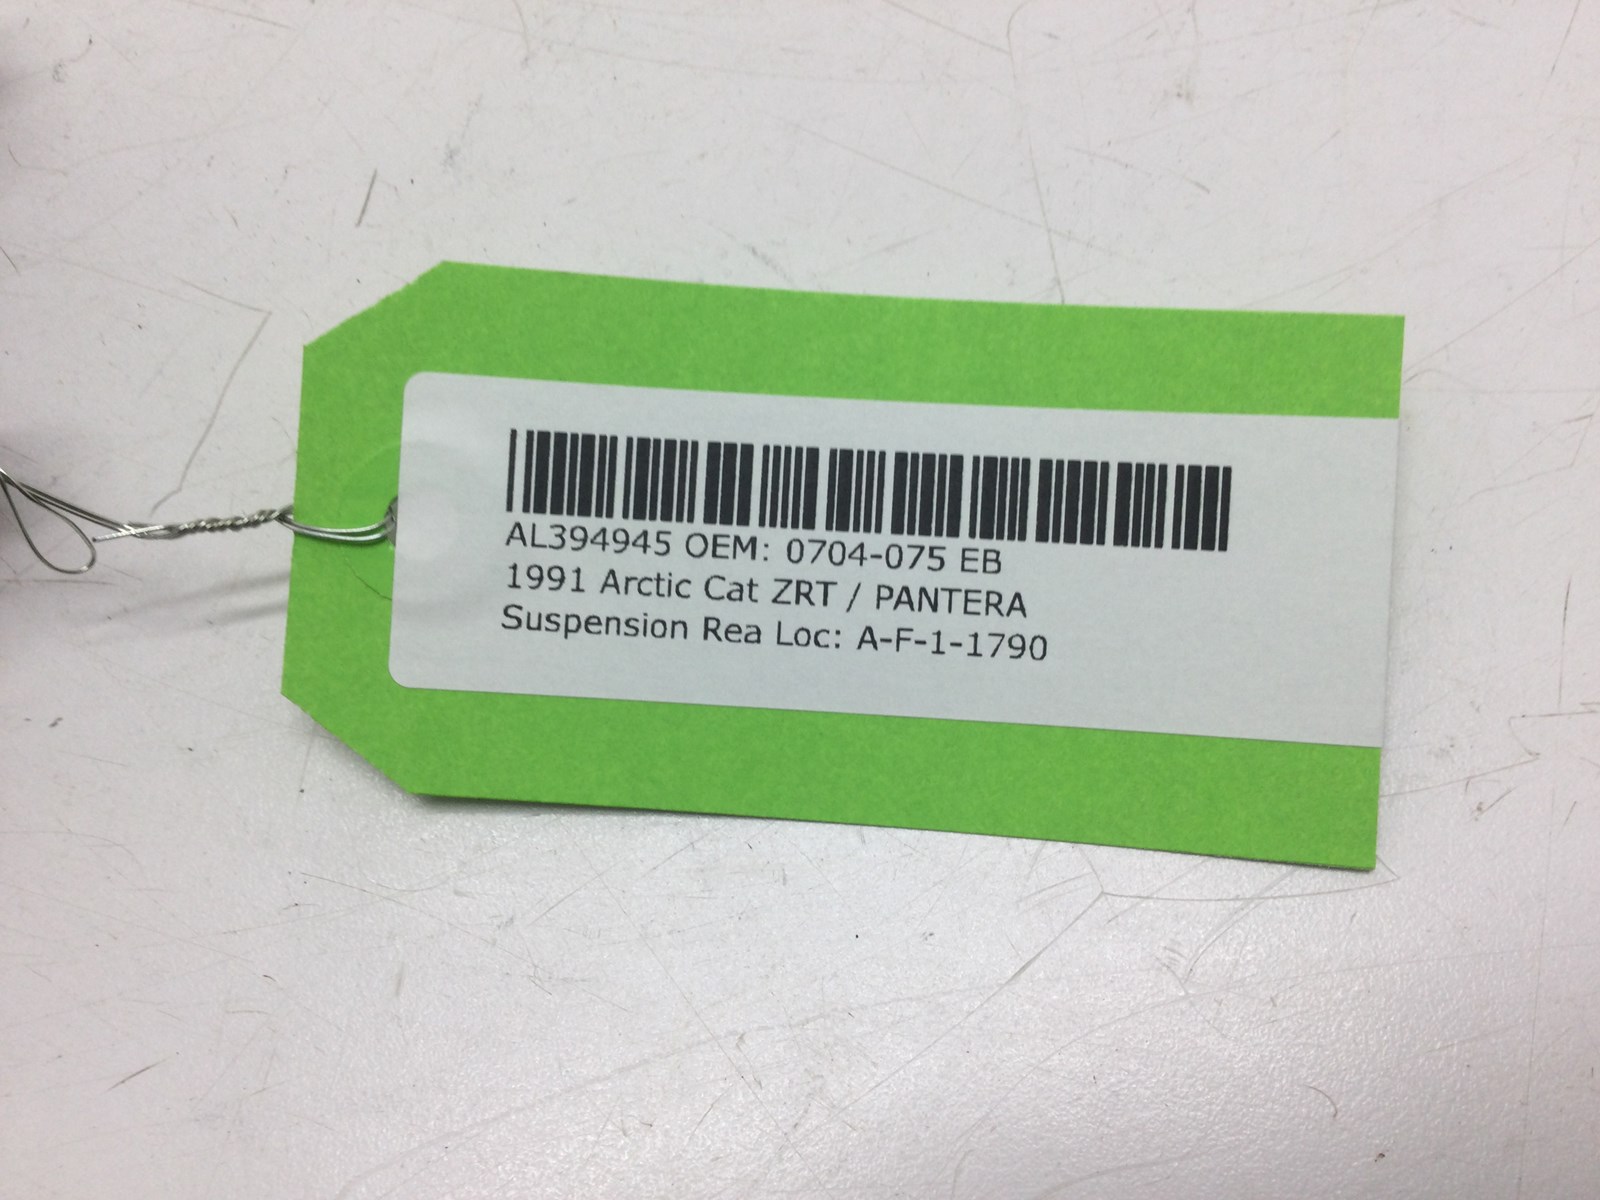 AL394945 OEM: 0704-075 EB
1991 Arctic Cat ZRT / PANTERA
Suspension Rea Loc: A-F-1-1790